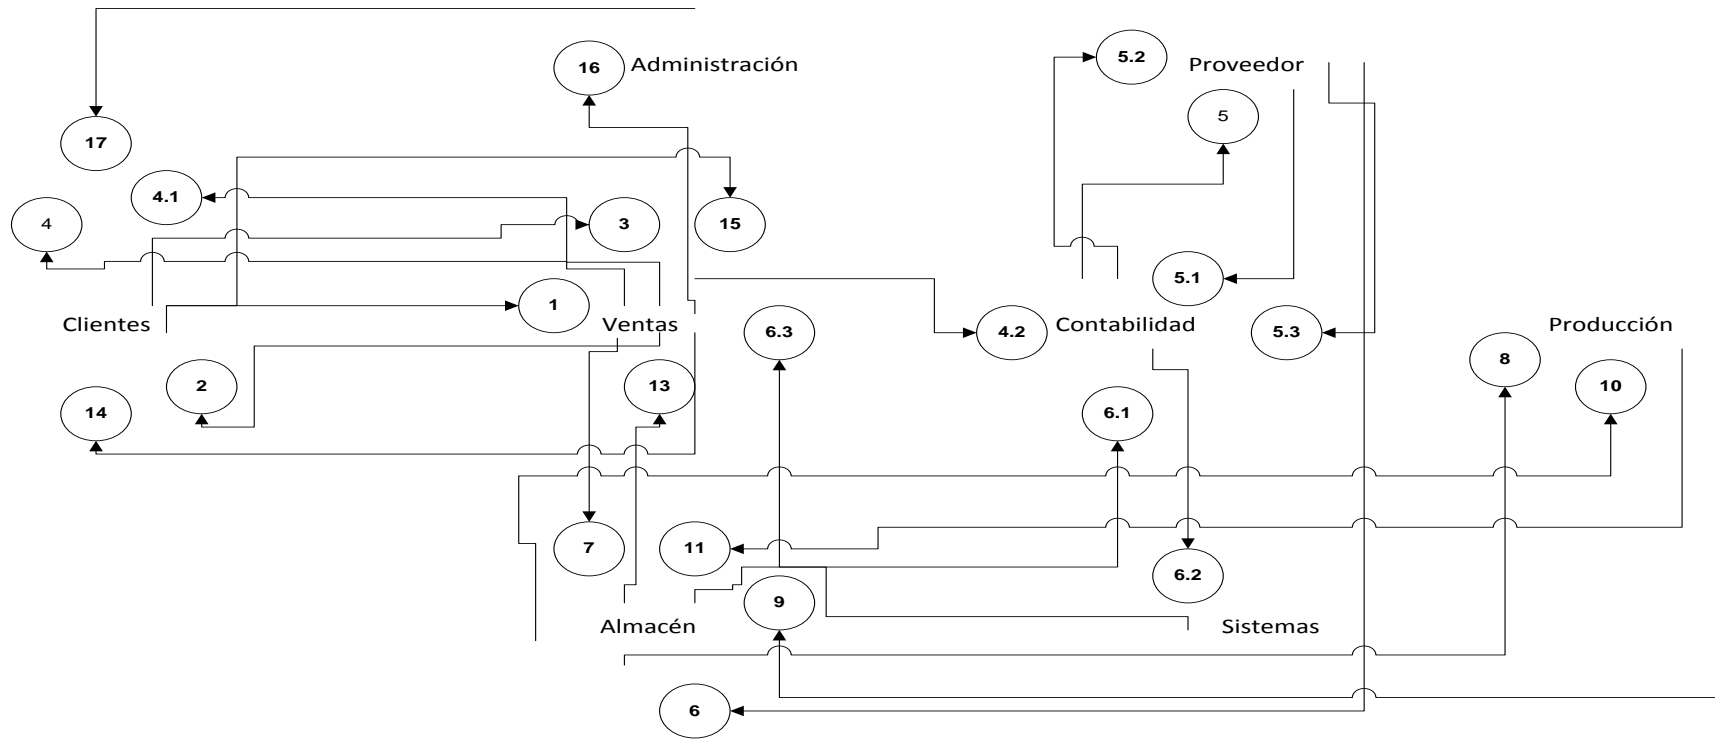 5.2
16 Administración
Proveedor
5
17
4.1
4
3
15
5.1
1
Clientes
Ventas
6.3
4.2 Contabilidad
5.3
Producción
8
2
13
10
14
6.1
7
11
6.2
9
Almacén
Sistemas
6